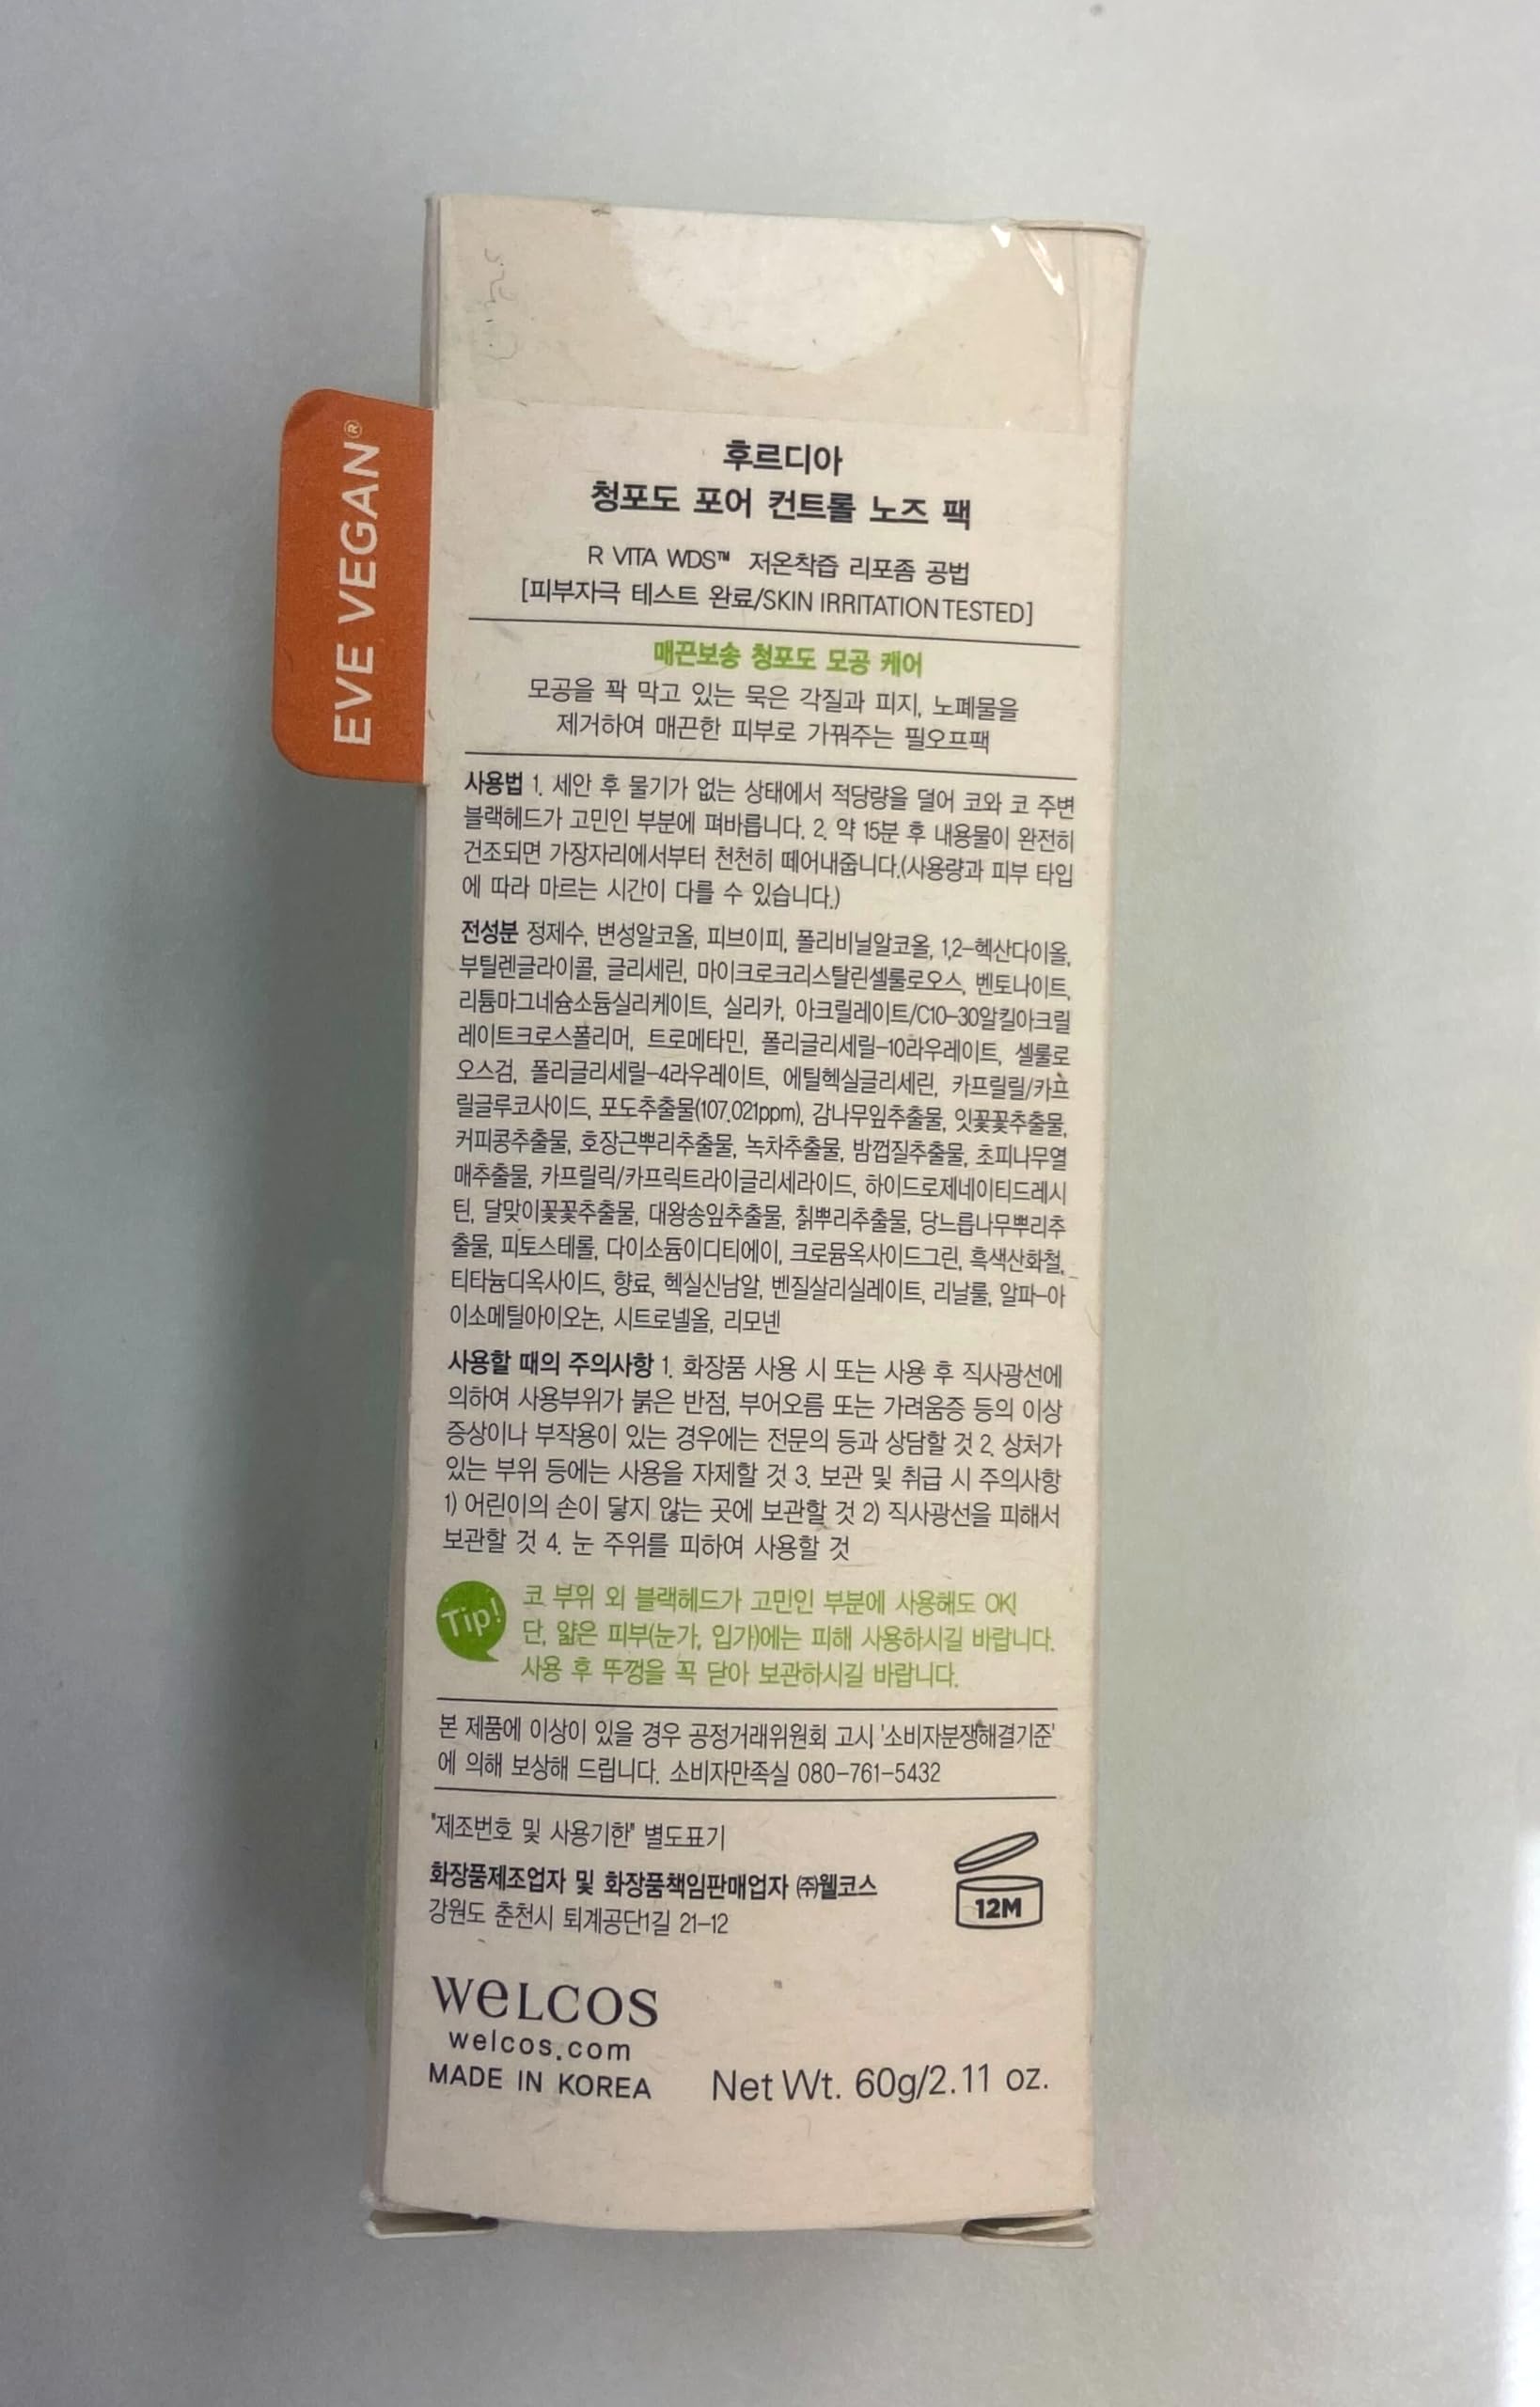 EVE VEGAN®
후르디아
청포도 포어 컨트롤 노즈 팩
R VITA WDS™ 저온착즙 리포좀 공법
[피부자극 테스트 완료/SKIN IRRITATION TESTED]
매끈보송 청포도 모공 케어
모공을 꽉 막고 있는 묵은 각질과 피지, 노폐물을
제거하여 매끈한 피부로 가꿔주는 필오프팩
사용법 1. 세안 후 물기가 없는 상태에서 적당량을 덜어 코와 코 주변
블랙헤드가 고민인 부분에 펴바릅니다. 2. 약 15분 후 내용물이 완전히
건조되면 가장자리에서부터 천천히 떼어내줍니다.(사용량과 피부 타입
에 따라 마르는 시간이 다를 수 있습니다.)
전성분 정제수, 변성알코올, 피브이피, 폴리비닐알코올, 1,2-헥산다이올,
부틸렌글라이콜, 글리세린, 마이크로크리스탈린셀룰로오스, 벤토나이트,
리튬마그네슘소듐실리케이트, 실리카, 아크릴레이트/C10-30알킬아크릴
레이트크로스폴리머, 트로메타민, 폴리글리세릴-10라우레이트, 셀룰로
오스검, 폴리글리세릴-4라우레이트, 에틸헥실글리세린, 카프릴릴/카프
릴글루코사이드, 포도추출물(107.021ppm), 감나무잎추출물, 잇꽃꽃추출물,
커피콩추출물, 호장근뿌리추출물, 녹차추출물, 밤껍질추출물, 초피나무열
매추출물, 카프릴릭/카프릭트라이글리세라이드, 하이드로제네이티드레시
틴, 달맞이꽃꽃추출물, 대왕송잎추출물, 칡뿌리추출물, 당느릅나무뿌리추
출물, 피토스테롤, 다이소듐이디티에이, 크로뮴옥사이드그린, 흑색산화철,
티타늄디옥사이드, 향료, 헥실신남알, 벤질살리실레이트, 리날룰, 알파-아
이소메틸아이오논, 시트로넬올, 리모넨
사용할 때의 주의사항 1. 화장품 사용 시 또는 사용 후 직사광선에
의하여 사용부위가 붉은 반점, 부어오름 또는 가려움증 등의 이상
증상이나 부작용이 있는 경우에는 전문의 등과 상담할 것 2. 상처가
있는 부위 등에는 사용을 자제할 것 3. 보관 및 취급 시 주의사항
1) 어린이의 손이 닿지 않는 곳에 보관할 것 2) 직사광선을 피해서
보관할 것 4. 눈 주위를 피하여 사용할 것
Tip!
코 부위 외 블랙헤드가 고민인 부분에 사용해도 OK!
단, 얇은 피부(눈가, 입가)에는 피해 사용하시길 바랍니다.
사용 후 뚜껑을 꼭 닫아 보관하시길 바랍니다.
본 제품에 이상이 있을 경우 공정거래위원회 고시 '소비자분쟁해결기준'
에 의해 보상해 드립니다. 소비자만족실 080-761-5432
"제조번호 및 사용기한" 별도표기
화장품제조업자 및 화장품책임판매업자 ㈜웰코스
강원도 춘천시 퇴계공단1길 21-12
12M
WELCOS
welcos.com
MADE IN KOREA
Net Wt. 60g/2.11 oz.